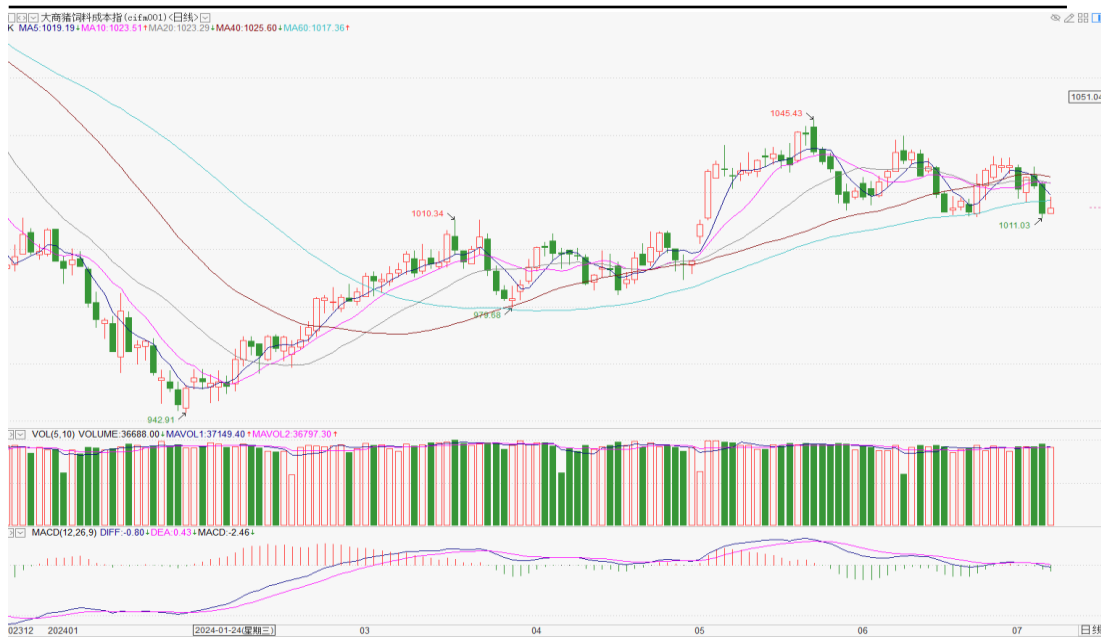 大商猪饲料成本指(cifm001)<日线>
K MA5:1019.19↓MA10:1023.51↑MA20:1023.29↓MA40:1025.60↓MA60:1017.36↑
1051.04
1045.43
1010.34
1011.03
979.68
942.91
VOL(5,10) VOLUME:36688.00↓MAVOL1:37149.40↑MAVOL2:36797.30↑
MACD(12,26,9) DIFF:-0.80↓DEA:0.43↓MACD:-2.46↓
02312 202401 2024-01-24(星期三) 03 04 05 06 07 日线